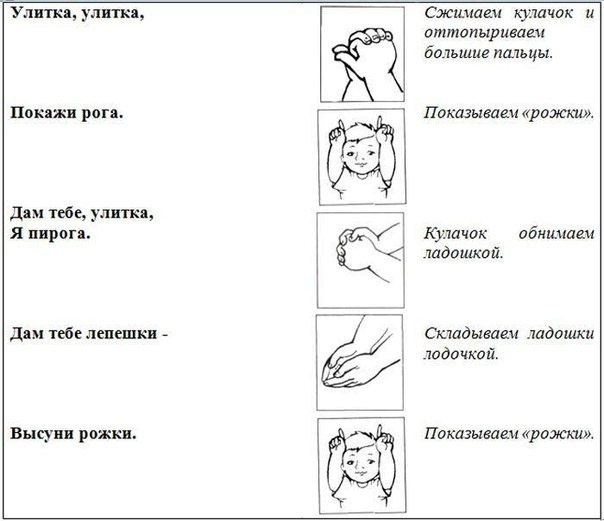 Улитка, улитка,
Сжимаем кулачок и
оттопыриваем
большие пальцы.
Покажи рога.
Показываем «рожки».
Дам тебе, улитка,
Я пирога.
Кулачок обнимаем
ладошкой.
Дам тебе лепешки -
Складываем ладошки
лодочкой.
Высуни рожки.
Показываем «рожки».